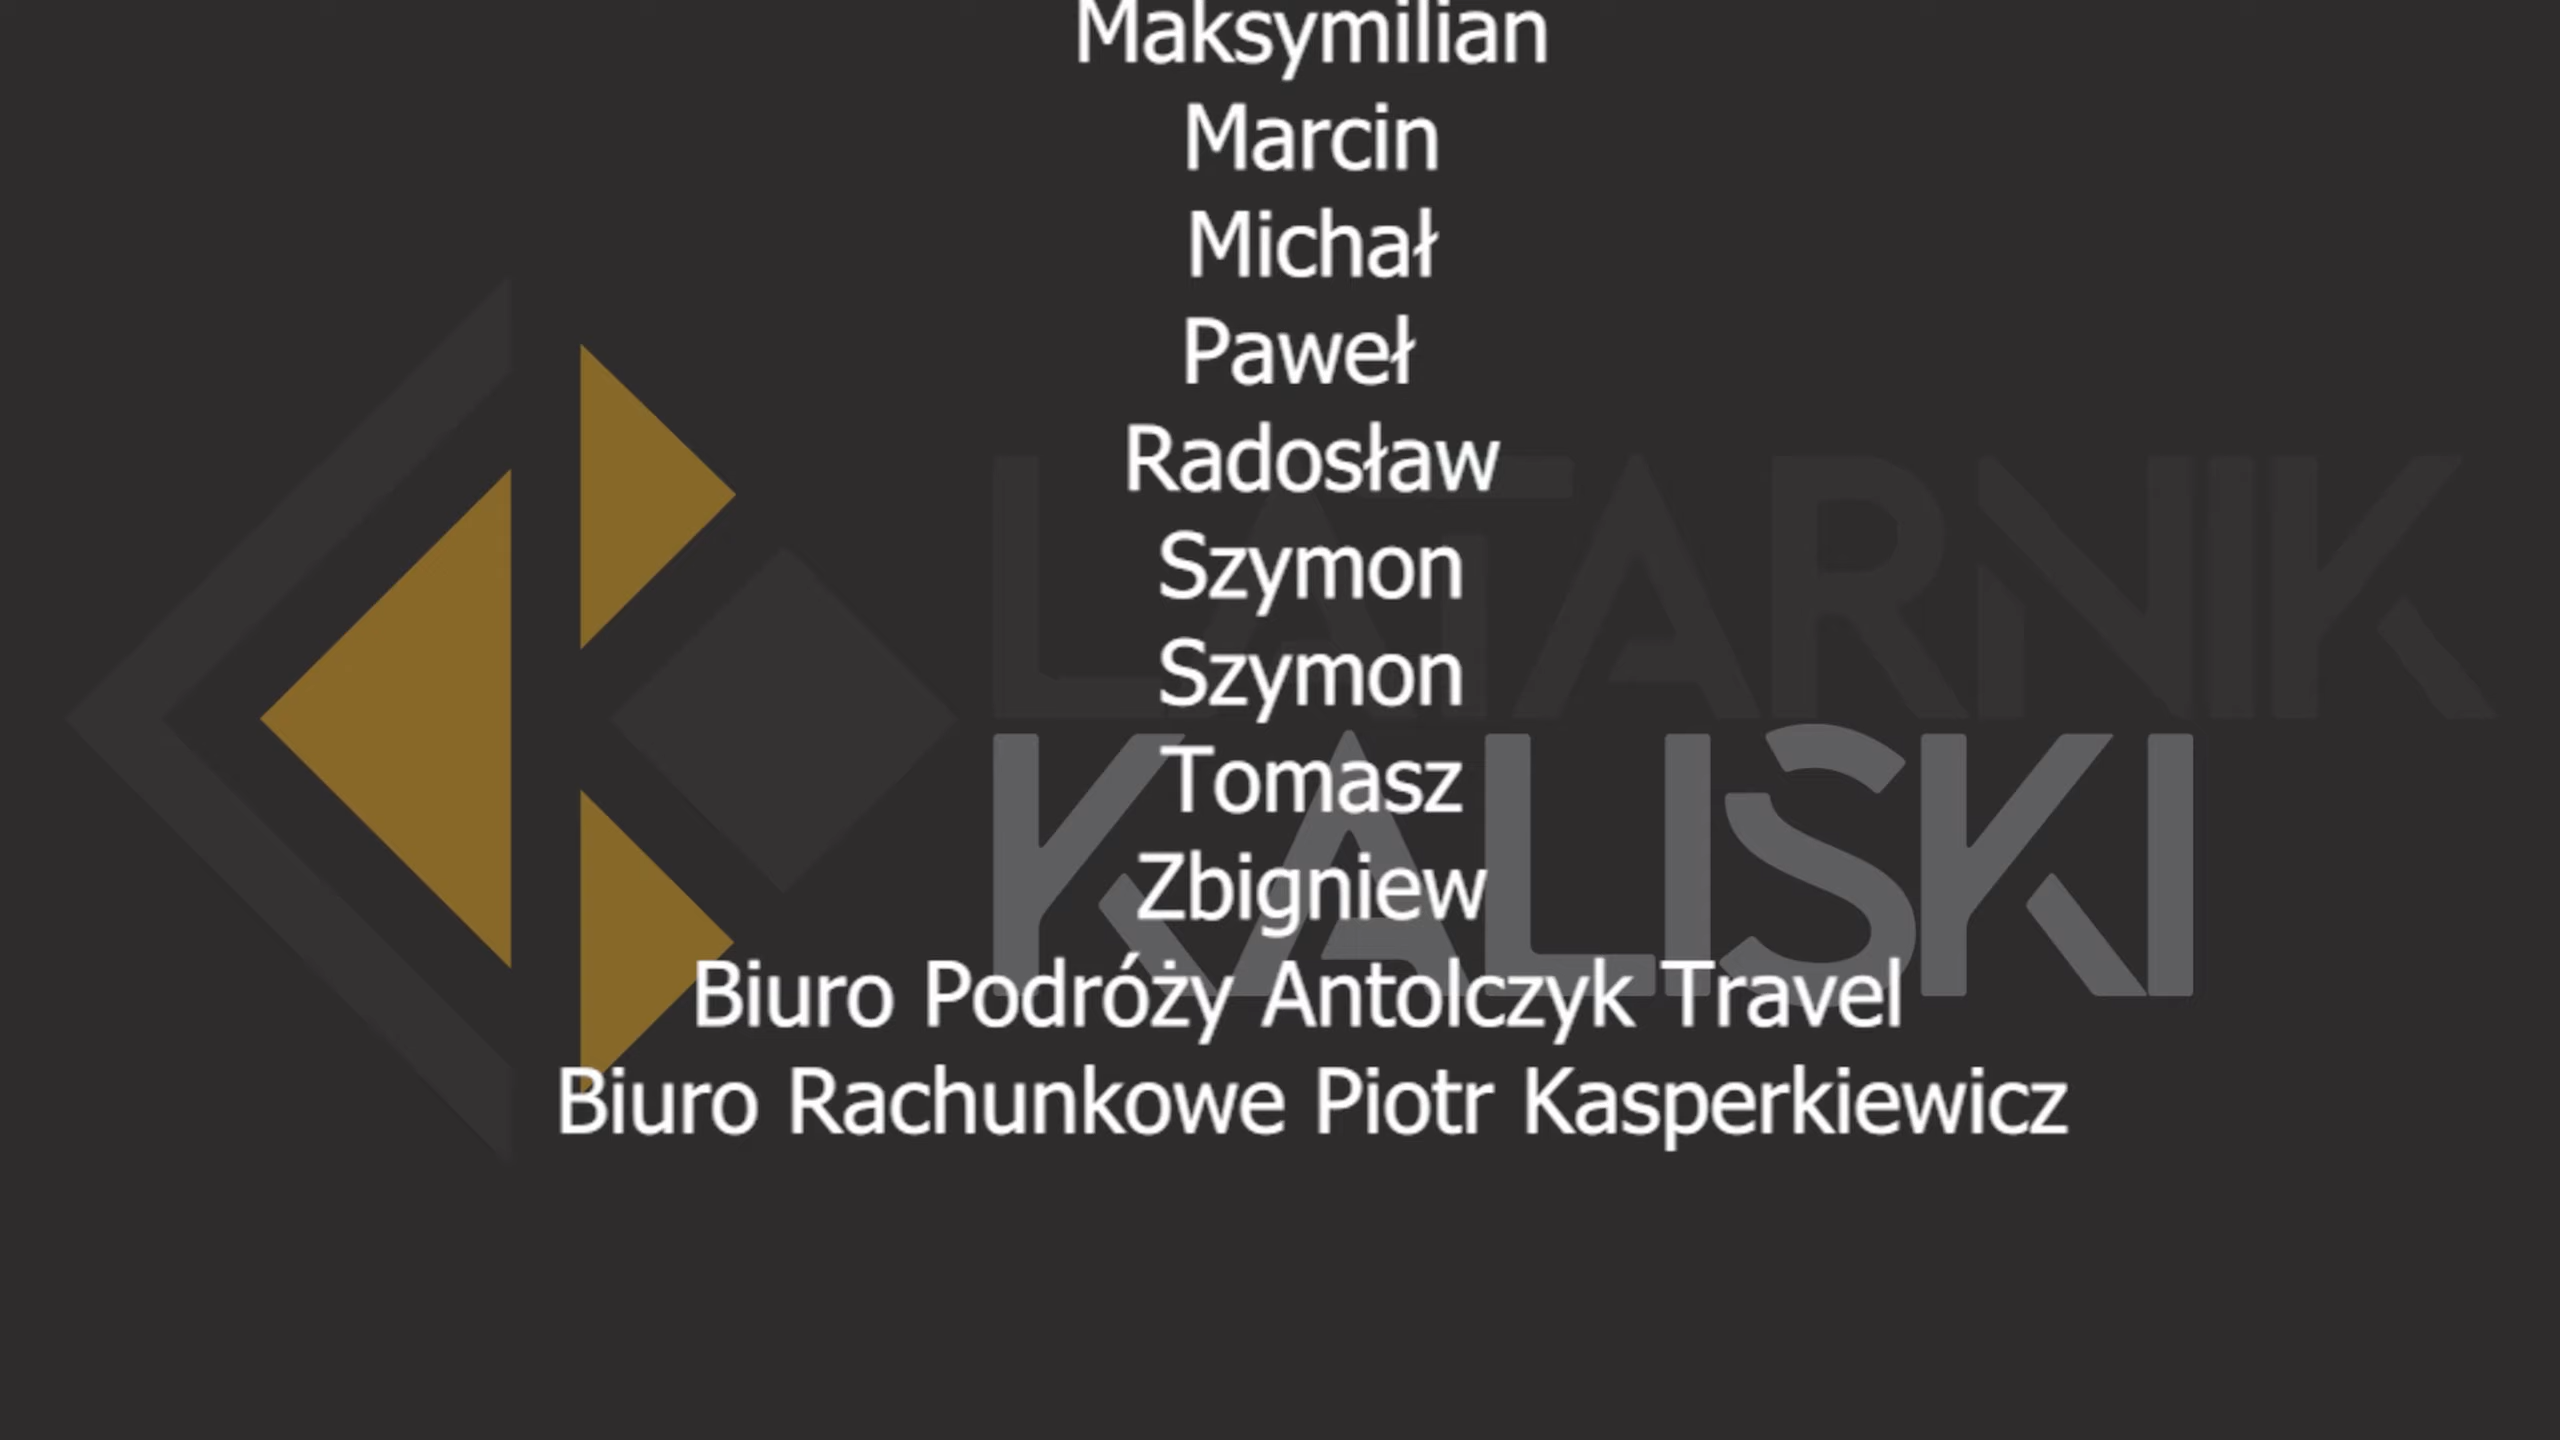 Maksymilian
Marcin
Michał
Paweł
Radosław
Szymon
Szymon
Tomasz
Zbigniew
Biuro Podróży Antolczyk Travel
Biuro Rachunkowe Piotr Kasperkiewicz
LATARNIK
KALISKI